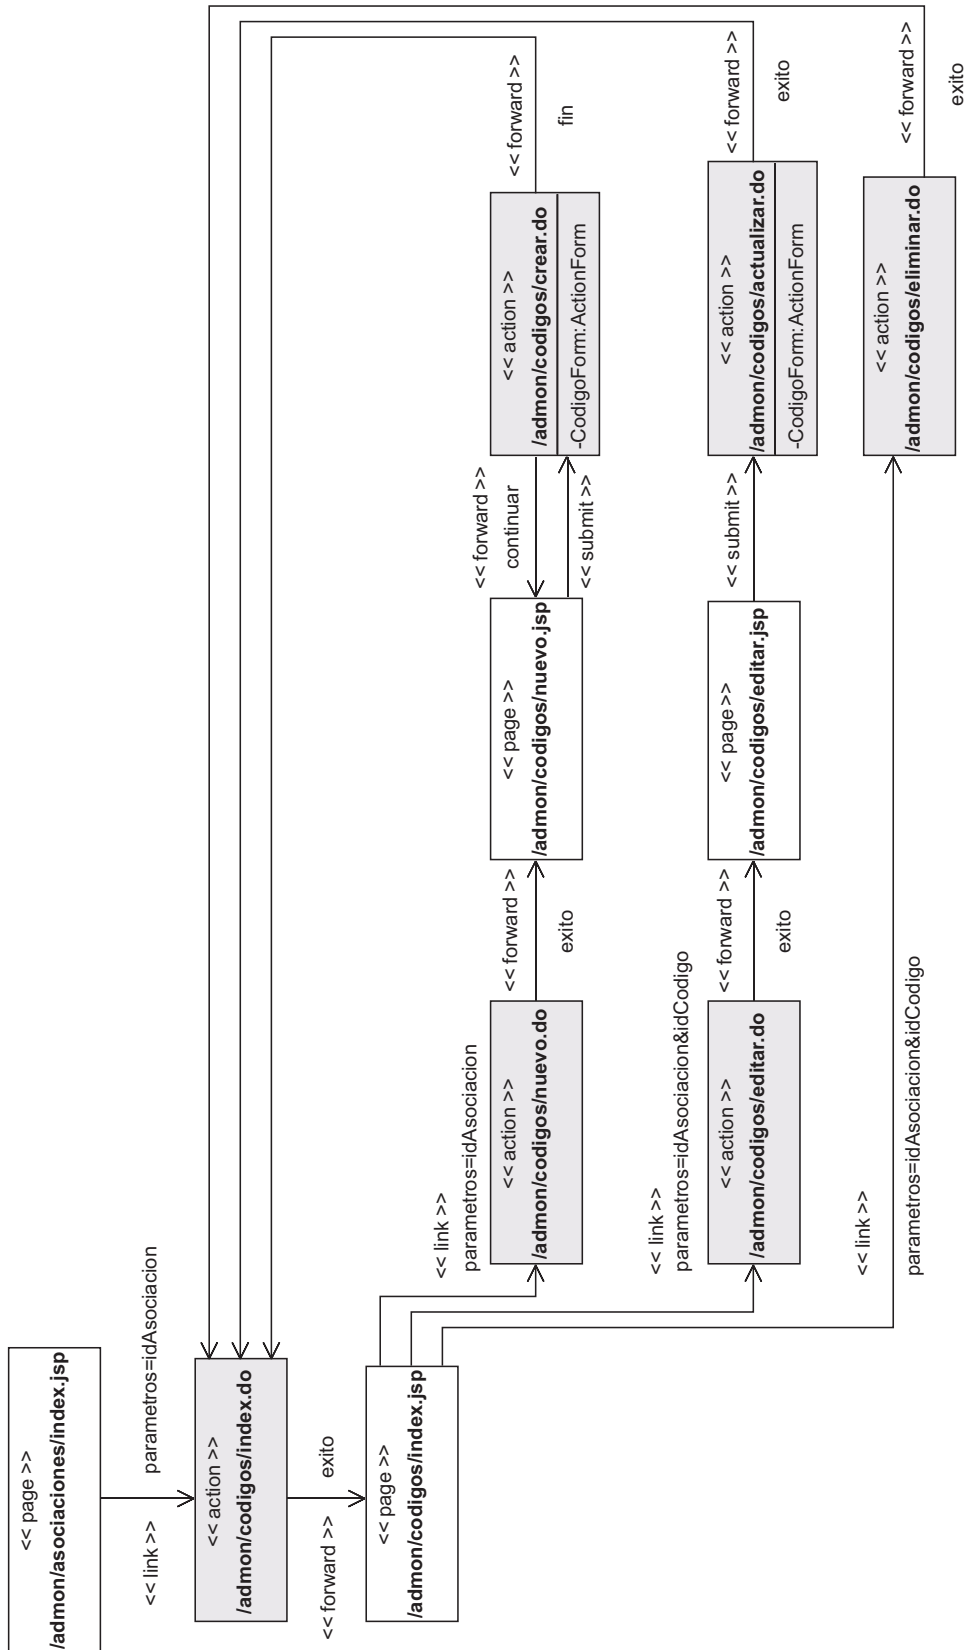 << page >>
/admon/asociaciones/index.jsp
<< link >>
parametros=idAsociacion
<< action >>
/admon/codigos/index.do
<< forward >>
exito
<< page >>
/admon/codigos/index.jsp
<< link >>
parametros=idAsociacion
<< action >>
/admon/codigos/nuevo.do
<< forward >>
exito
<< page >>
/admon/codigos/nuevo.jsp
<< forward >>
continuar
<< submit >>
<< action >>
/admon/codigos/crear.do
-CodigoForm:ActionForm
<< forward >>
fin
<< link >>
parametros=idAsociacion&idCodigo
<< action >>
/admon/codigos/editar.do
<< forward >>
exito
<< page >>
/admon/codigos/editar.jsp
<< submit >>
<< action >>
/admon/codigos/actualizar.do
-CodigoForm:ActionForm
<< forward >>
exito
<< link >>
parametros=idAsociacion&idCodigo
<< action >>
/admon/codigos/eliminar.do
<< forward >>
exito